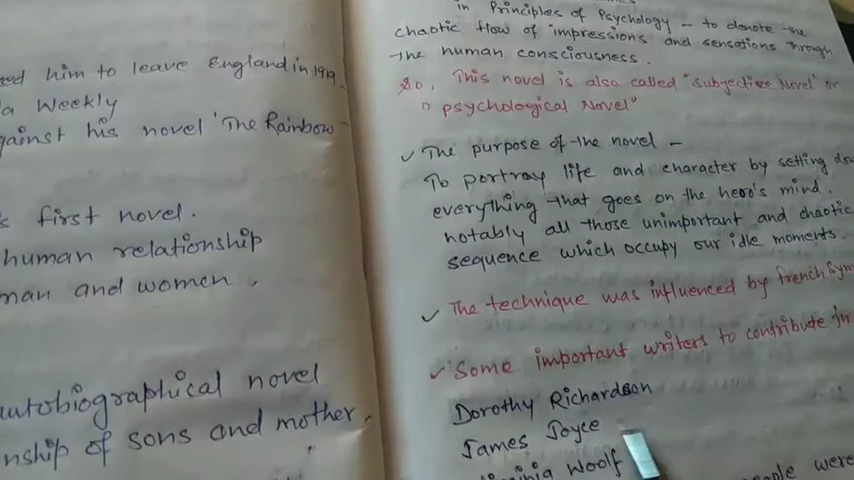 him to leave England in 1919.
a Weekly
against his novel 'The Rainbow
first novel.
human relationship
man and women.
autobiographical novel
of sons and mother.
in Principles of Psychology - to denote the
chaotic flow of impressions and sensations through
the human consciousness.
So, This novel is also called "subjective Novel" or
"psychological Novel"
✓ The purpose of the novel -
To portray life and character by setting down
everything that goes on the hero's mind.
notably all those unimportant and chaotic
sequence which occupy our idle moments.
✓ The technique was influenced by french
✓ Some important writers to contribute
Dorothy Richardson
James Joyce
Virginia Woolf
people were